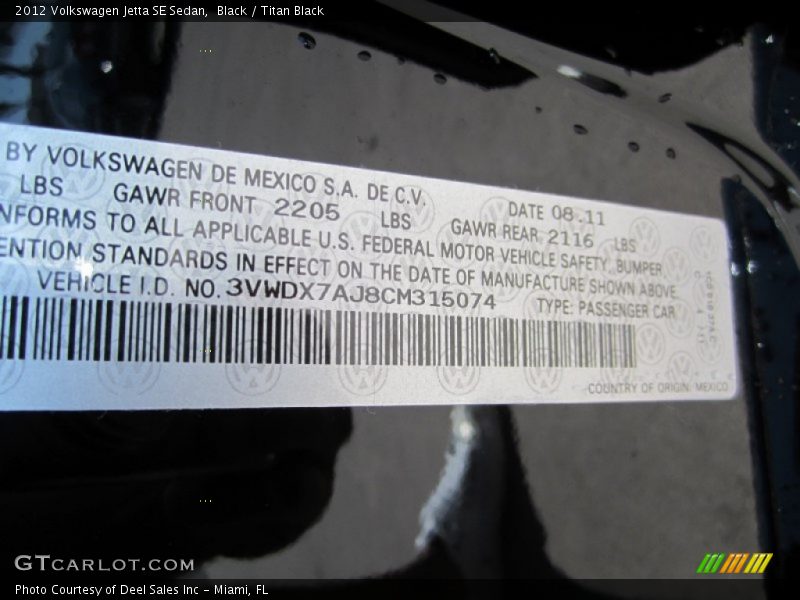 2012 Volkswagen Jetta SE Sedan,  Black / Titan Black
BY VOLKSWAGEN DE MEXICO S.A. DE C.V. DATE 08.11
LBS GAWR FRONT 2205 LBS GAWR REAR 2116 LBS
NFORMS TO ALL APPLICABLE U.S. FEDERAL MOTOR VEHICLE SAFETY, BUMPER
ENTION STANDARDS IN EFFECT ON THE DATE OF MANUFACTURE SHOWN ABOVE
VEHICLE I.D. NO. 3VWDX7AJ8CM315074 TYPE: PASSENGER CAR
COUNTRY OF ORIGIN: MEXICO
GTcarlot.com
Photo Courtesy of Deel Sales Inc - Miami, FL